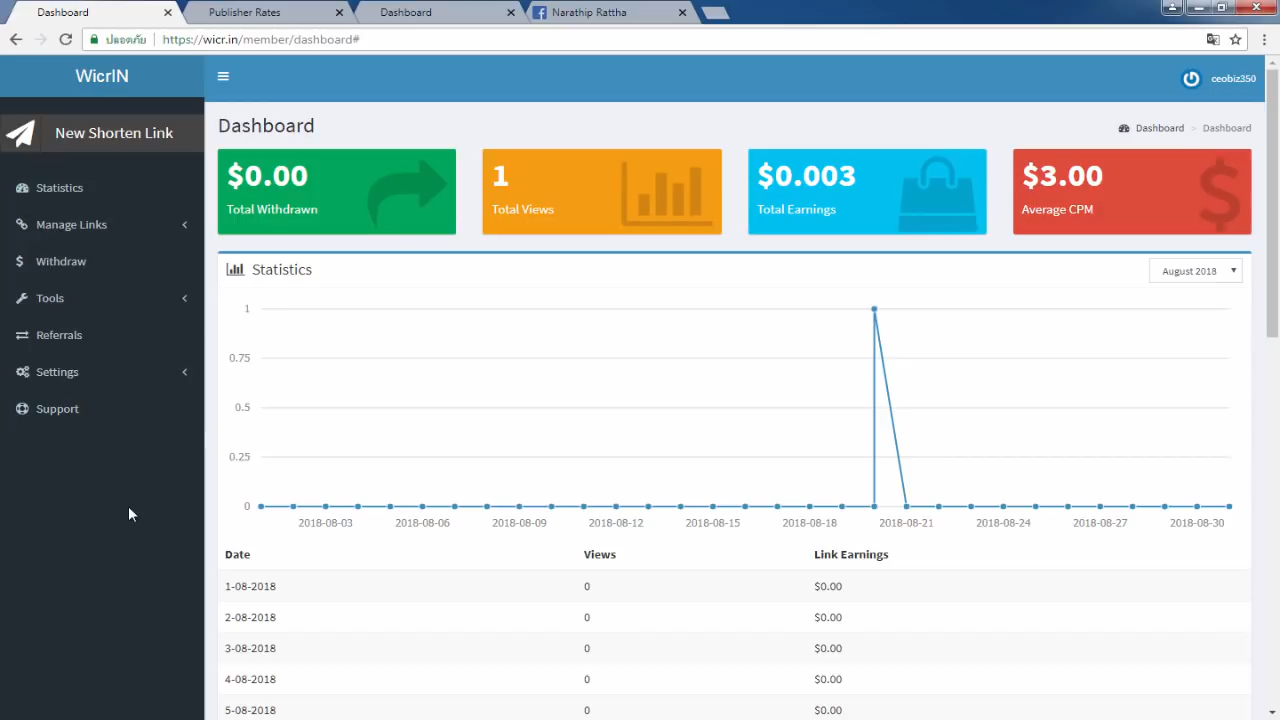 Dashboard
Publisher Rates
Dashboard
Narathip Rattha
ปลอดภัย
https://wicr.in/member/dashboard#
WicrIN
ceobiz350
New Shorten Link
Statistics
Manage Links
Withdraw
Tools
Referrals
Settings
Support
Dashboard
Dashboard > Dashboard
$0.00
Total Withdrawn
1
Total Views
$0.003
Total Earnings
$3.00
Average CPM
Statistics
August 2018
1
0.75
0.5
0.25
0
2018-08-03 2018-08-06 2018-08-09 2018-08-12 2018-08-15 2018-08-18 2018-08-21 2018-08-24 2018-08-27 2018-08-30
Date Views Link Earnings
1-08-2018 0 $0.00
2-08-2018 0 $0.00
3-08-2018 0 $0.00
4-08-2018 0 $0.00
5-08-2018 0 $0.00